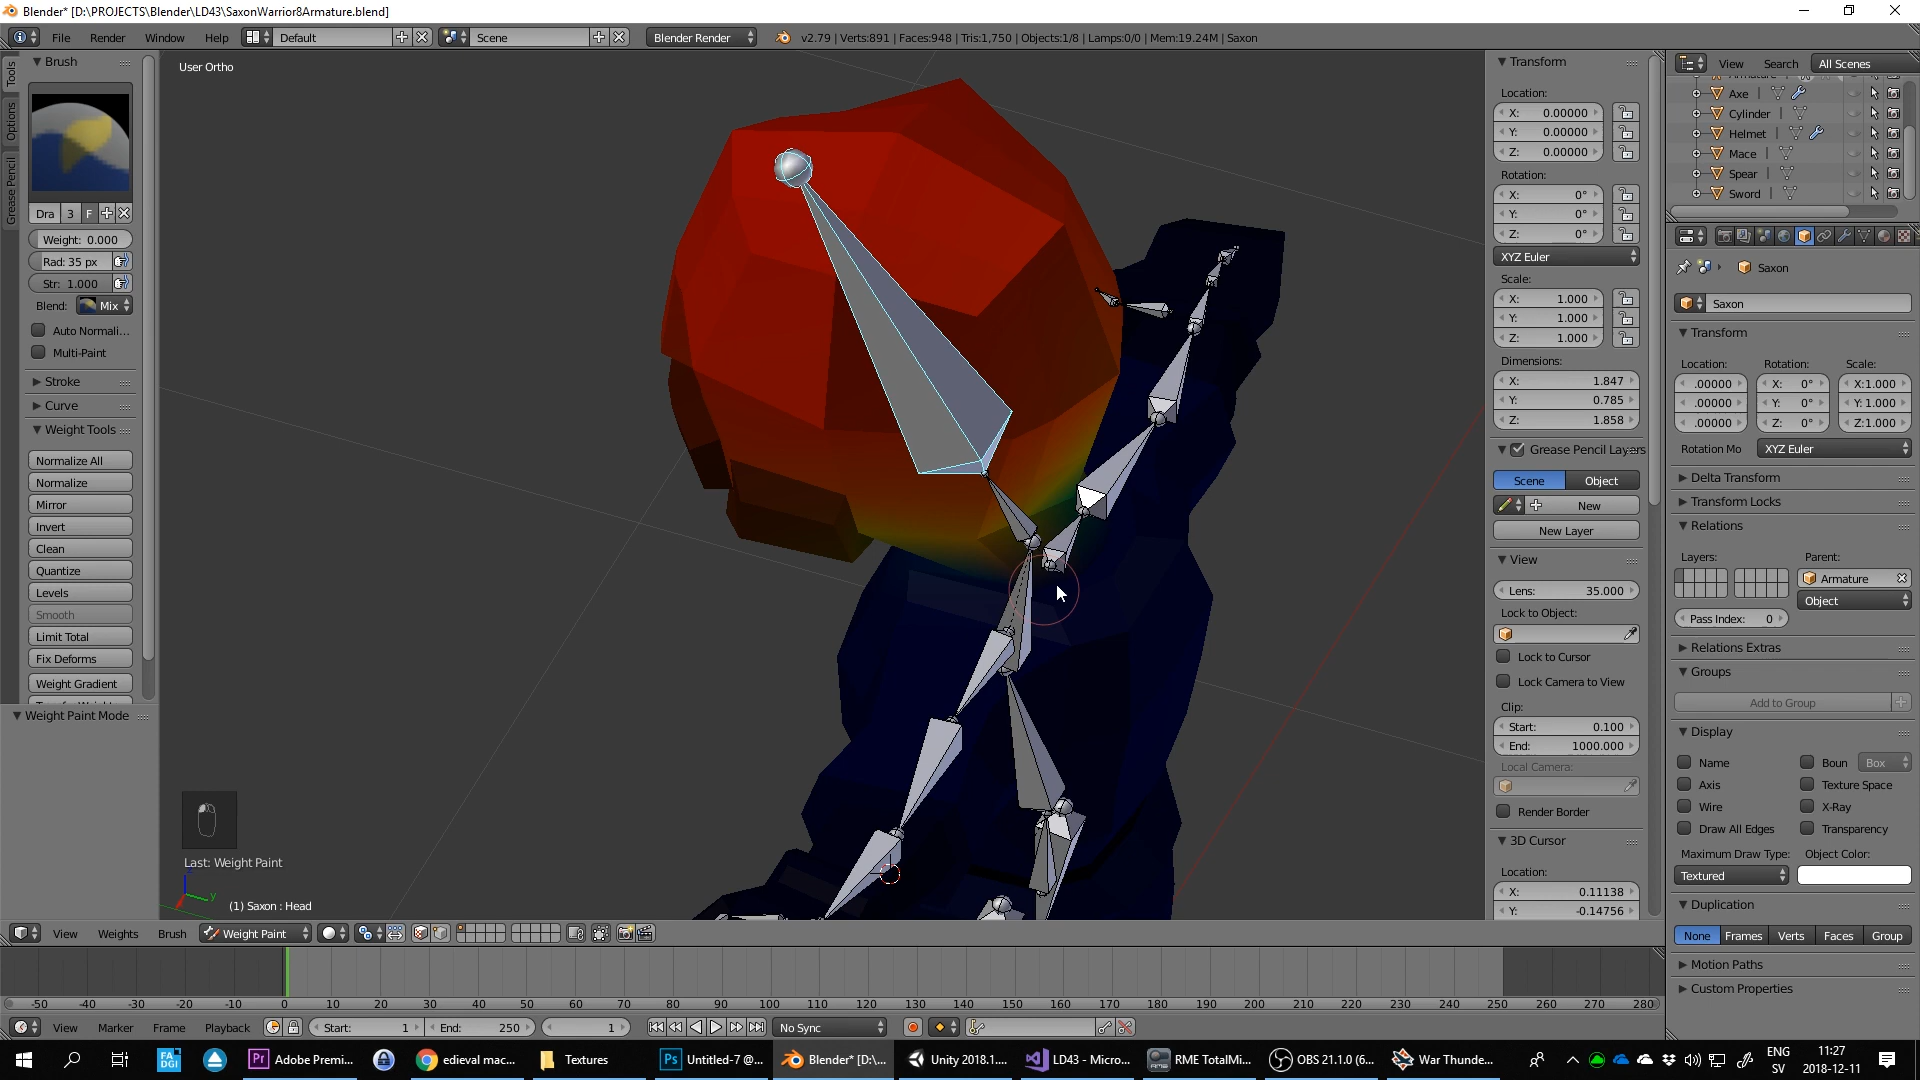 Blender* [D:\PROJECTS\Blender\LD43\SaxonWarrior8Armature.blend]
File Render Window Help Default Scene Blender Render v2.79 | Verts:891 | Faces:948 | Tris:1,750 | Objects:1/8 | Lamps:0/0 | Mem:19.24M | Saxon
Tools
Options
Grease Pencil
Brush
Dra 3 F
Weight: 0.000
Rad: 35 px
Str: 1.000
Blend: Mix
Auto Normali...
Multi-Paint
Stroke
Curve
Weight Tools
Normalize All
Normalize
Mirror
Invert
Clean
Quantize
Levels
Smooth
Limit Total
Fix Deforms
Weight Gradient
Weight Paint Mode
User Ortho
Last: Weight Paint
(1) Saxon : Head
Transform
Location:
X: 0.00000
Y: 0.00000
Z: 0.00000
Rotation:
X: 0°
Y: 0°
Z: 0°
XYZ Euler
Scale:
X: 1.000
Y: 1.000
Z: 1.000
Dimensions:
X: 1.847
Y: 0.785
Z: 1.858
Grease Pencil Layers
Scene Object
New
New Layer
View
Lens: 35.000
Lock to Object:
Lock to Cursor
Lock Camera to View
Clip:
Start: 0.100
End: 1000.000
Local Camera:
Render Border
3D Cursor
Location:
X: 0.11138
Y: -0.14756
View Search All Scenes
Axe
Cylinder
Helmet
Mace
Spear
Sword
Saxon
Saxon
Transform
Location: Rotation: Scale:
.00000 X: 0° X:1.000
.00000 Y: 0° Y:1.000
.00000 Z: 0° Z:1.000
Rotation Mo XYZ Euler
Delta Transform
Transform Locks
Relations
Layers: Parent:
Armature
Object
Pass Index: 0
Relations Extras
Groups
Add to Group
Display
Name Boun Box
Axis Texture Space
Wire X-Ray
Draw All Edges Transparency
Maximum Draw Type: Object Color:
Textured
Duplication
None Frames Verts Faces Group
Motion Paths
Custom Properties
View Weights Brush Weight Paint
-50 -40 -30 -20 -10 0 10 20 30 40 50 60 70 80 90 100 110 120 130 140 150 160 170 180 190 200 210 220 230 240 250 260 270 280
View Marker Frame Playback Start: 1 End: 250 1 No Sync
FADGI Pr Adobe Premi... edieval mac... Textures Ps Untitled-7 @... Blender* [D:\... Unity 2018.1.... LD43 - Micro... RME TotalMi... OBS 21.1.0 (6... War Thunde... ENG 11:27
SV 2018-12-11